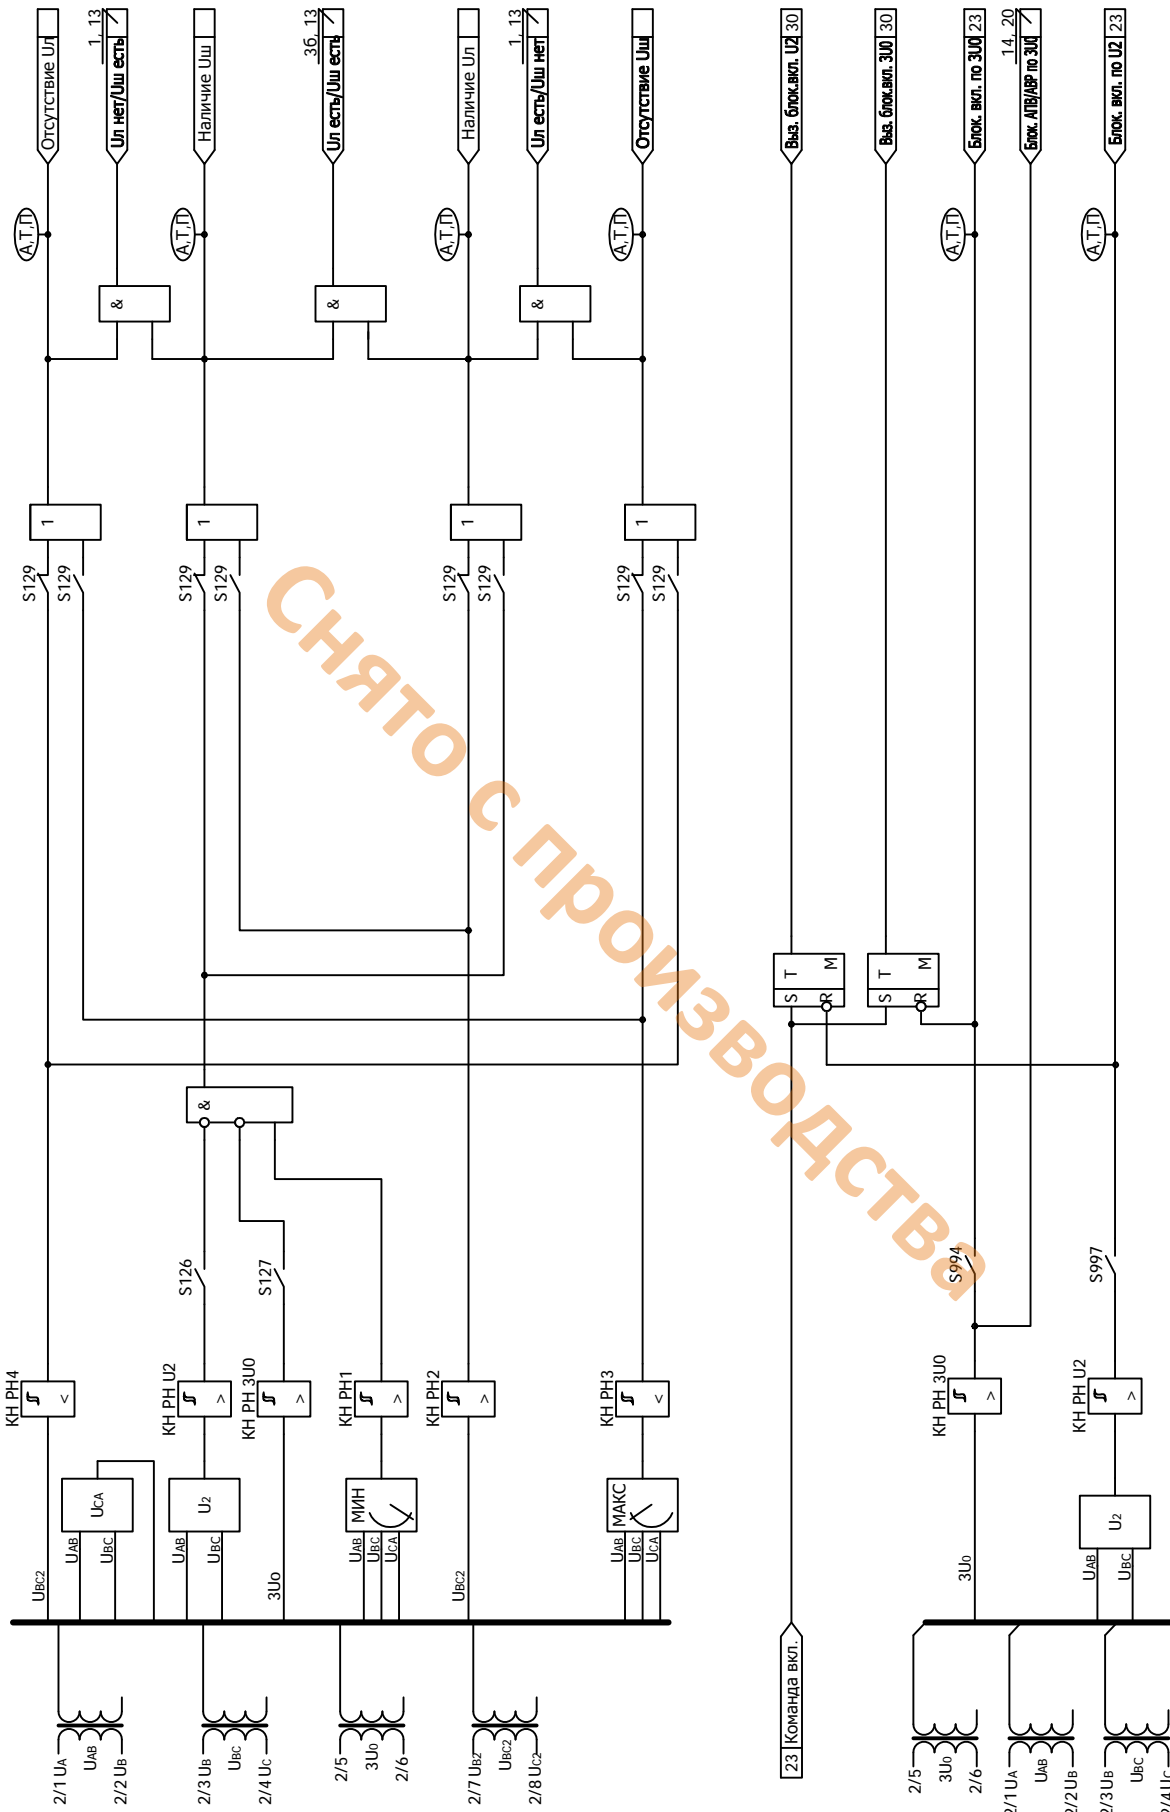 Отсутствие Uл
1, 13
Uл нет/Uш есть
Наличие Uш
36, 13
Uл есть/Uш есть
Наличие Uл
1, 13
Uл есть/Uш нет
Отсутствие Uш
Выз. блок.вкл. U2 30
Выз. блок.вкл. 3U0 30
Блок. вкл. по 3U0 23
14, 20
Блок. АПВ/АВР по 3U0
Блок. вкл. по U2 23
А,Т,П
А,Т,П
А,Т,П
А,Т,П
А,Т,П
А,Т,П
&
&
&
1
1
1
1
S129
S129
S129
S129
S129
S129
S129
S129
Снято с производства
S T
R M
S T
R M
&
S126
S127
S994
S997
КН РН4
<
КН РН U2
>
КН РН 3U0
>
КН РН1
>
КН РН2
>
КН РН3
<
КН РН 3U0
>
КН РН U2
>
UCA
U2
МИН
МАКС
U2
UBC2
UAB
UBC
UAB
UBC
3U0
UAB
UBC
UCA
UBC2
UAB
UBC
UCA
3U0
UAB
UBC
23 Команда вкл.
2/1 UA
UAB
2/2 UB
2/3 UB
UBC
2/4 UC
2/5
3U0
2/6
2/7 UB2
UBC2
2/8 UC2
2/5
3U0
2/6
2/1 UA
UAB
2/2 UB
2/3 UB
UBC
2/4 UC